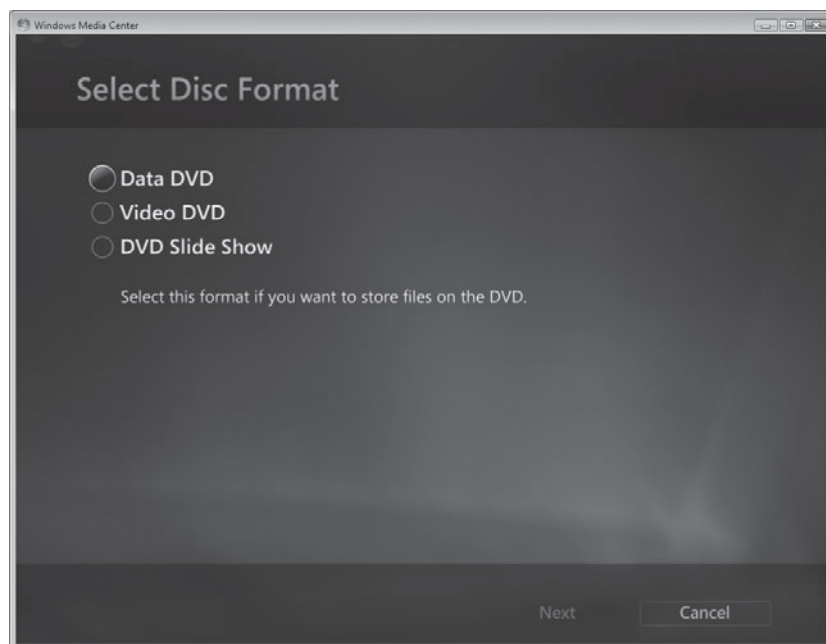 Windows Media Center
Select Disc Format
Data DVD
Video DVD
DVD Slide Show
Select this format if you want to store files on the DVD.
Next
Cancel